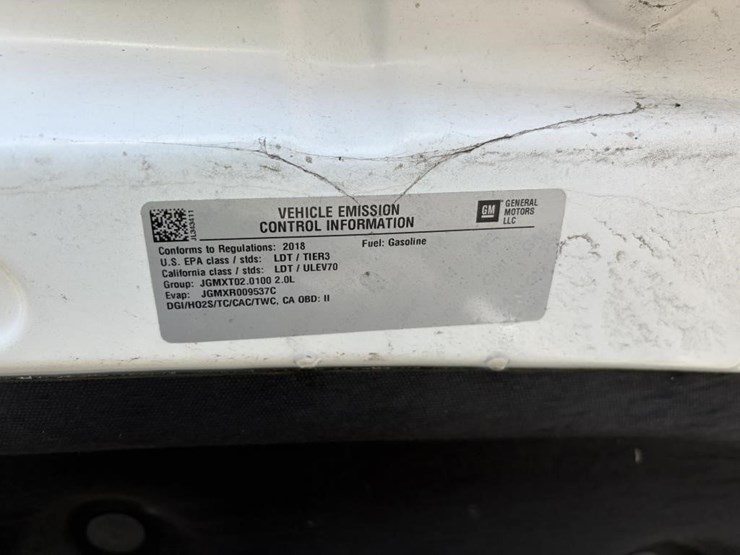 VEHICLE EMISSION
CONTROL INFORMATION
GM
GENERAL
MOTORS
LLC
Conforms to Regulations: 2018 Fuel: Gasoline
U.S. EPA class / stds: LDT / TIER3
California class / stds: LDT / ULEV70
Group: JGMXT02.0100 2.0L
Evap: JGMXR009537C
DGI/HO2S/TC/CAC/TWC, CA OBD: II